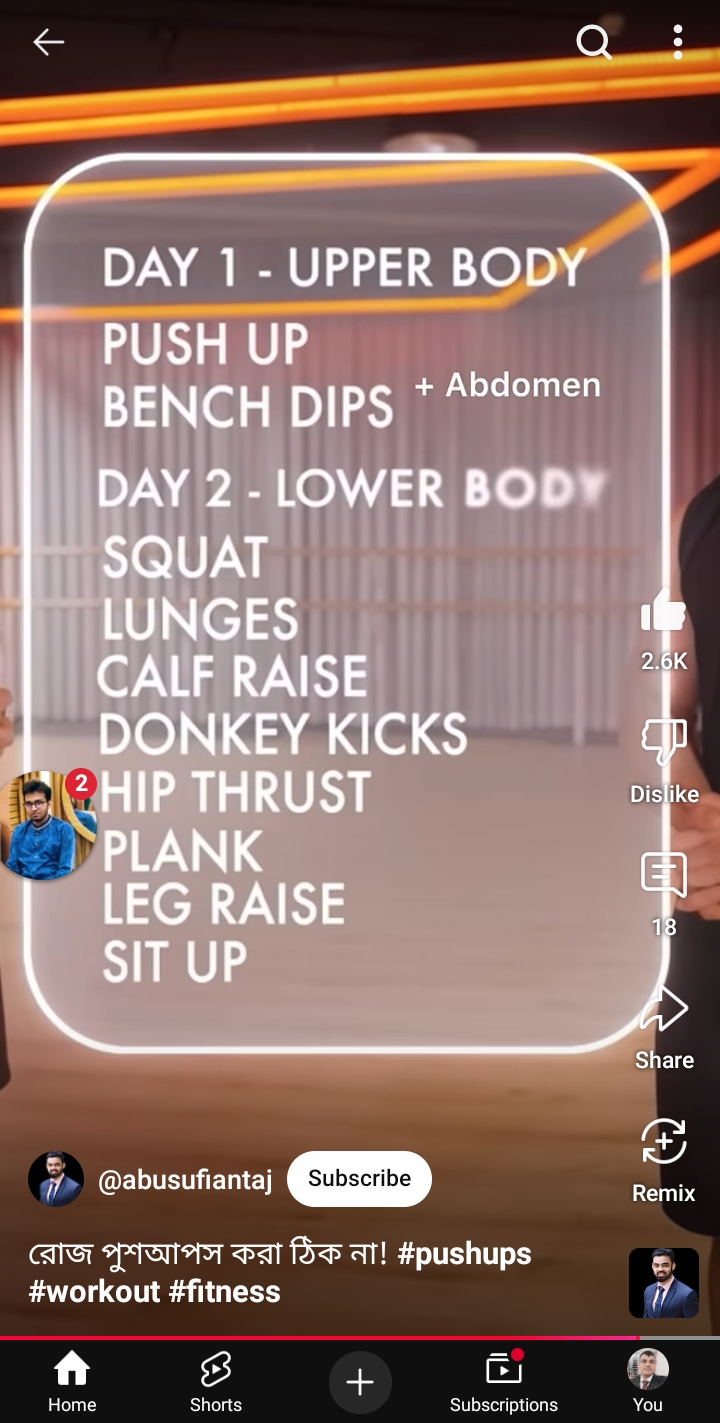 DAY 1 - UPPER BODY
PUSH UP
BENCH DIPS
+ Abdomen
DAY 2 - LOWER BODY
SQUAT
LUNGES
CALF RAISE
DONKEY KICKS
HIP THRUST
PLANK
LEG RAISE
SIT UP
2.6K
Dislike
2
18
Share
Remix
@abusufiantaj
Subscribe
রোজ পুশআপস করা ঠিক না! #pushups
#workout #fitness
Home
Shorts
Subscriptions
You